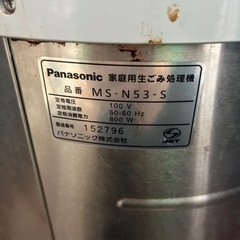 Panasonic 家庭用生ごみ処理機
品番 MS-N53-S
定格電圧 100 V
定格周波数 50-60 Hz
定格消費電力 800 W
製造番号 152796
パナソニック株式会社
JET